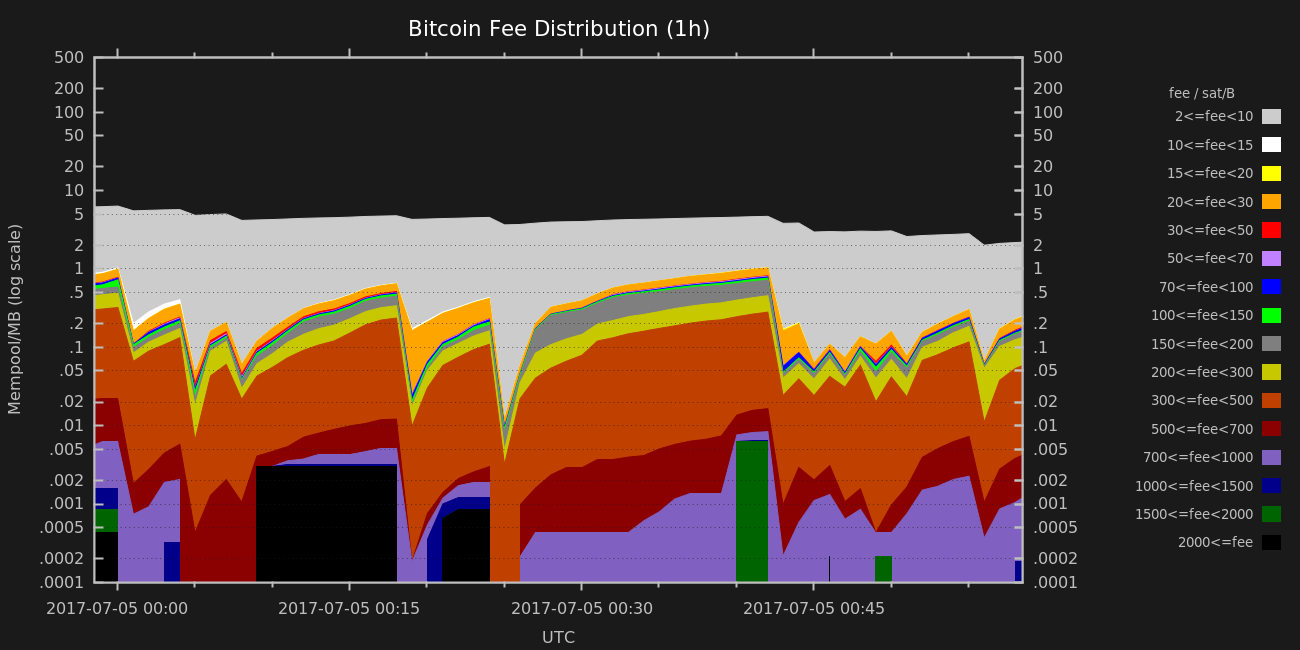 Bitcoin Fee Distribution (1h)
500
200
100
50
20
10
5
2
1
.5
.2
.1
.05
.02
.01
.005
.002
.001
.0005
.0002
.0001
Mempool/MB (log scale)
500
200
100
50
20
10
5
2
1
.5
.2
.1
.05
.02
.01
.005
.002
.001
.0005
.0002
.0001
2017-07-05 00:00
2017-07-05 00:15
2017-07-05 00:30
2017-07-05 00:45
UTC
fee / sat/B
2<=fee<10
10<=fee<15
15<=fee<20
20<=fee<30
30<=fee<50
50<=fee<70
70<=fee<100
100<=fee<150
150<=fee<200
200<=fee<300
300<=fee<500
500<=fee<700
700<=fee<1000
1000<=fee<1500
1500<=fee<2000
2000<=fee